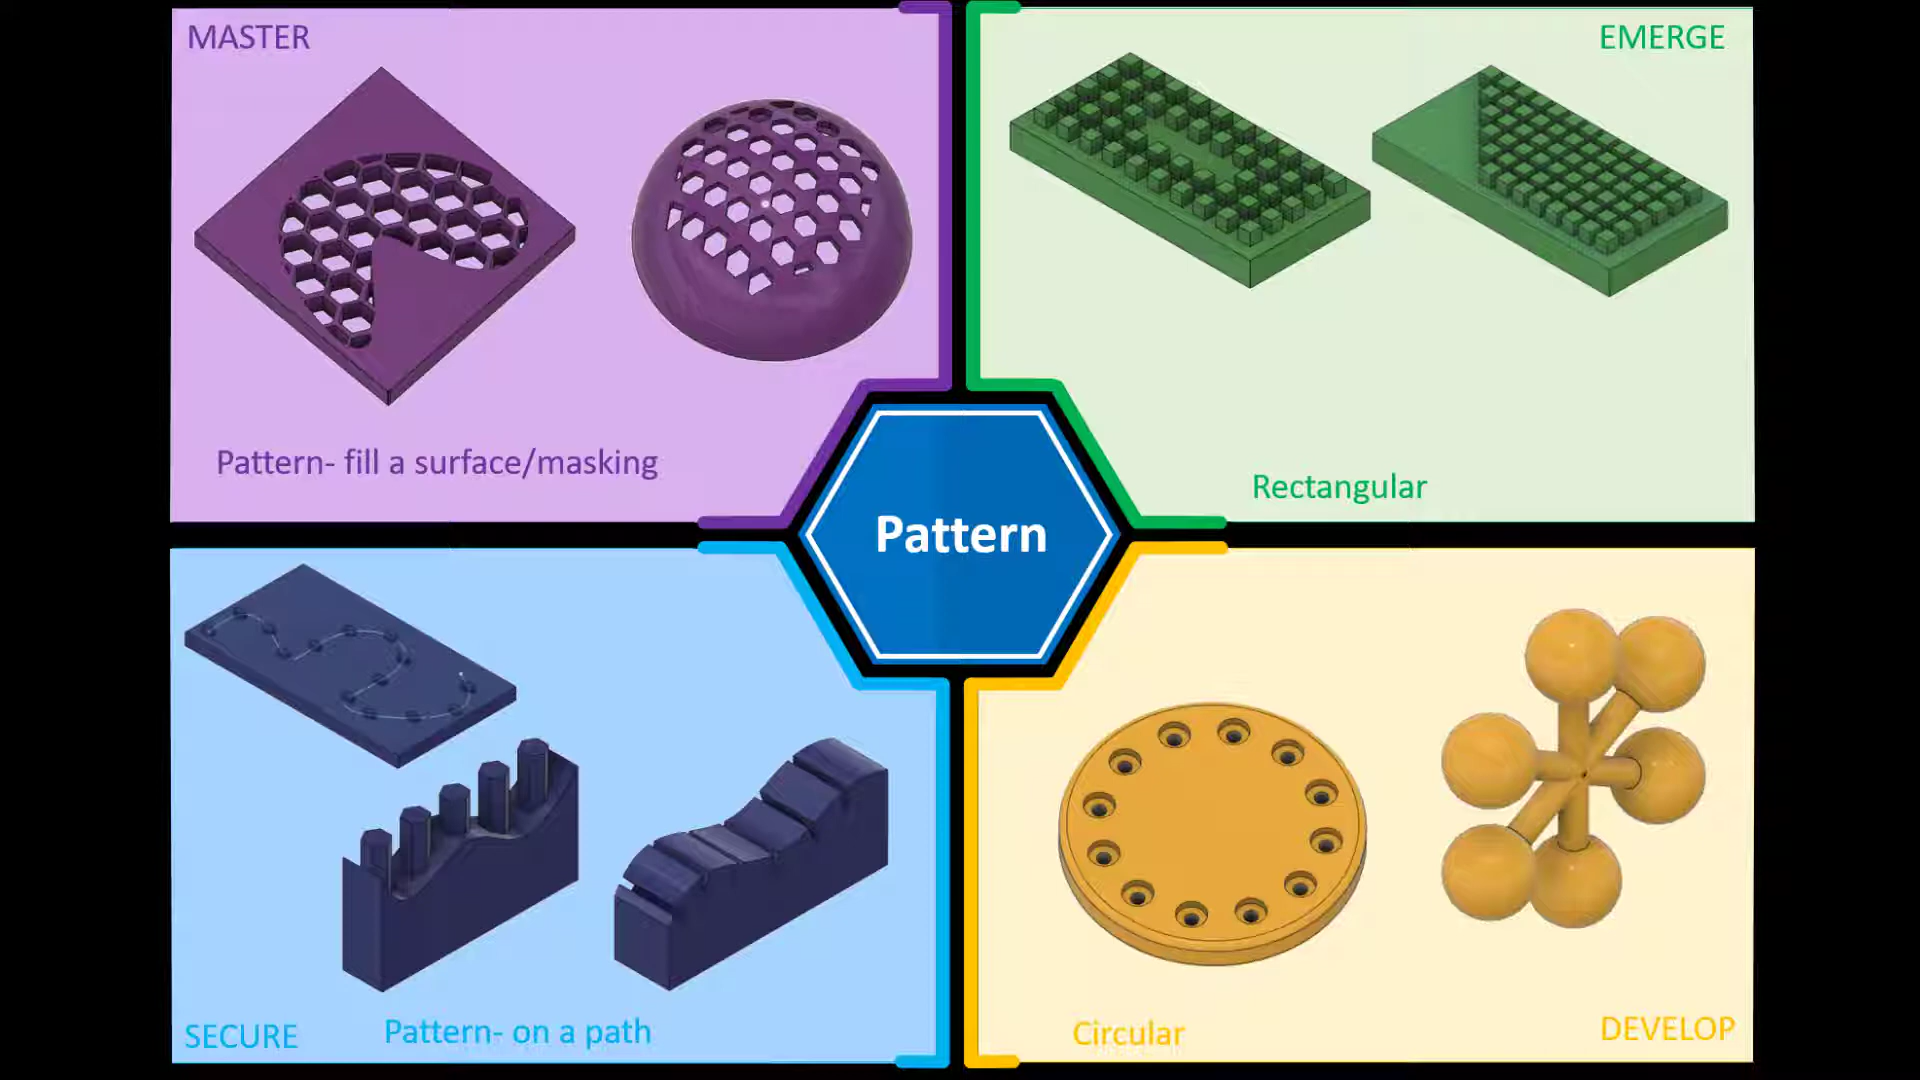 MASTER
EMERGE
Pattern- fill a surface/masking
Rectangular
Pattern
SECURE
Pattern- on a path
Circular
DEVELOP